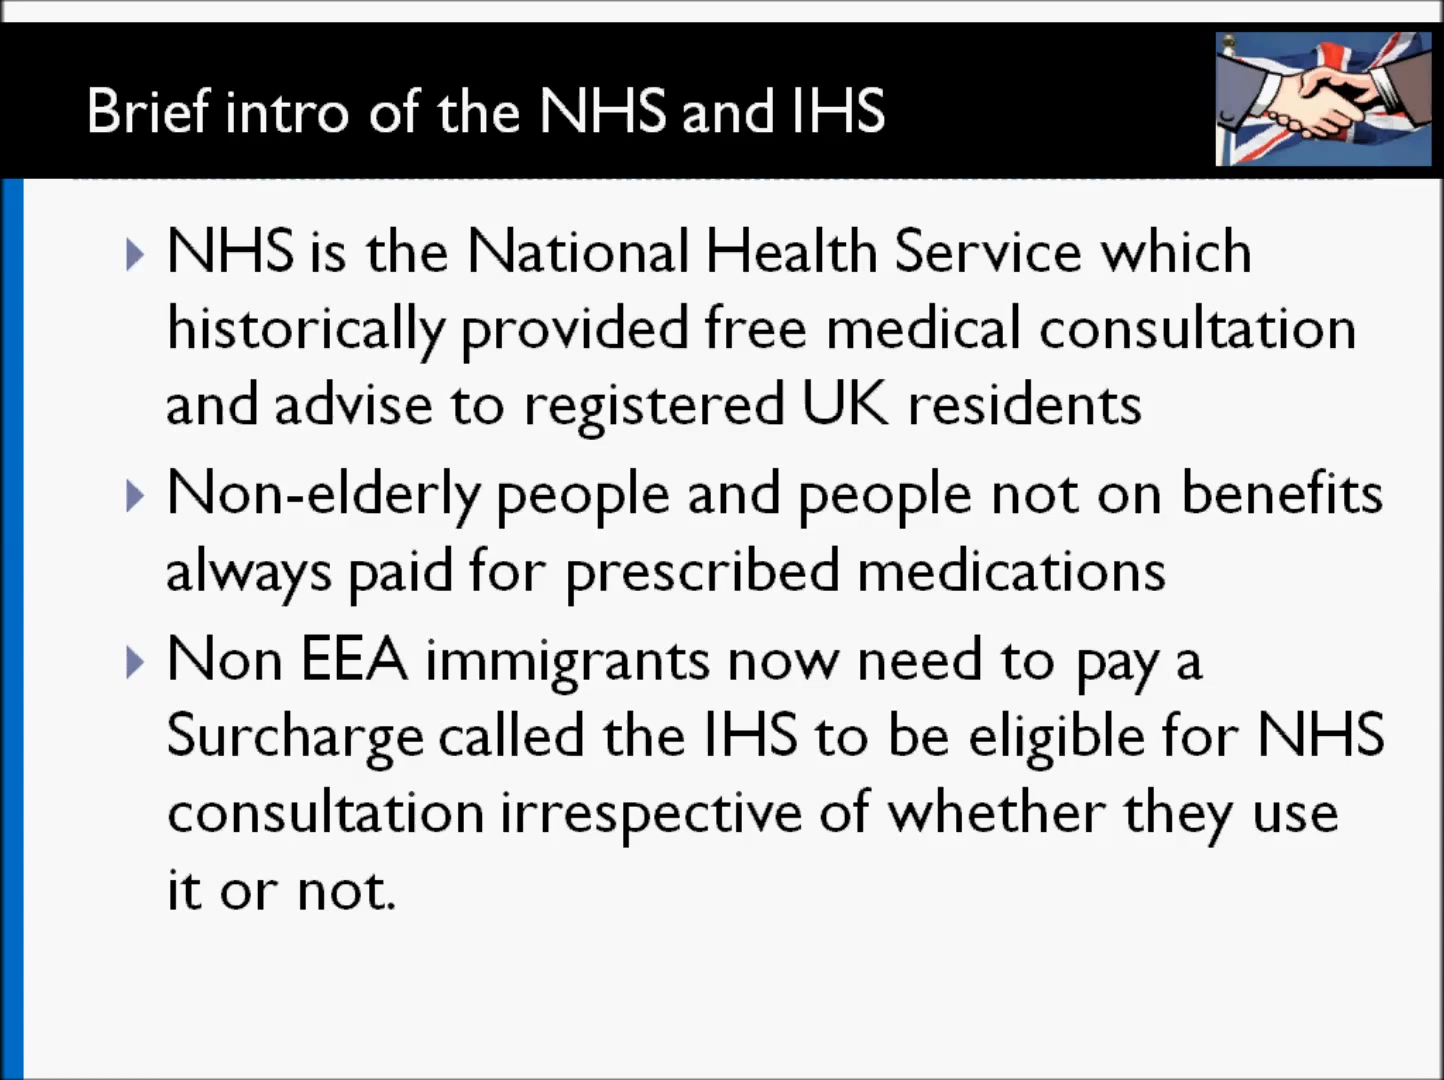 Brief intro of the NHS and IHS
NHS is the National Health Service which
historically provided free medical consultation
and advise to registered UK residents
Non-elderly people and people not on benefits
always paid for prescribed medications
Non EEA immigrants now need to pay a
Surcharge called the IHS to be eligible for NHS
consultation irrespective of whether they use
it or not.